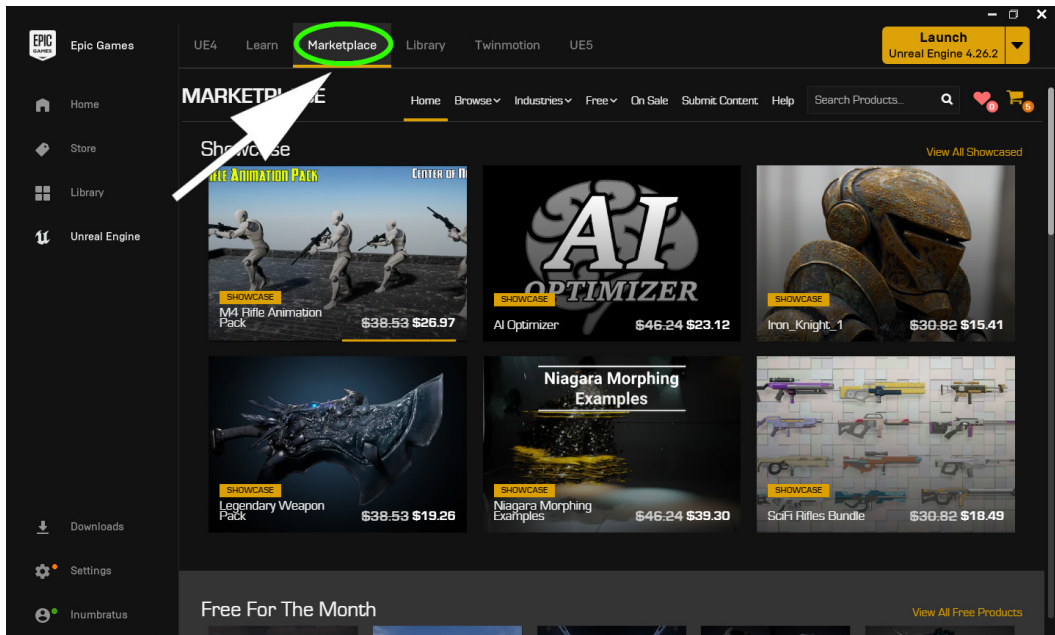 EPIC
GAMES
Epic Games
UE4
Learn
Marketplace
Library
Twinmotion
UE5
Launch
Unreal Engine 4.26.2
Home
Store
Library
Unreal Engine
Downloads
Settings
Inumbratus
Home
Browse
Industries
Free
On Sale
Submit Content
Help
Search Products...
0
5
View All Showcased
ANIMATION PACK
CENTER OF
SHOWCASE
M4 Rifle Animation
Pack
$38.53 $26.97
AI
OPTIMIZER
SHOWCASE
AI Optimizer
$46.24 $23.12
SHOWCASE
Iron_Knight_1
$30.82 $15.41
SHOWCASE
Legendary Weapon
Pack
$38.53 $19.26
Niagara Morphing
Examples
SHOWCASE
Niagara Morphing
Examples
$46.24 $39.30
SHOWCASE
SciFi Rifles Bundle
$30.82 $18.49
Free For The Month
View All Free Products